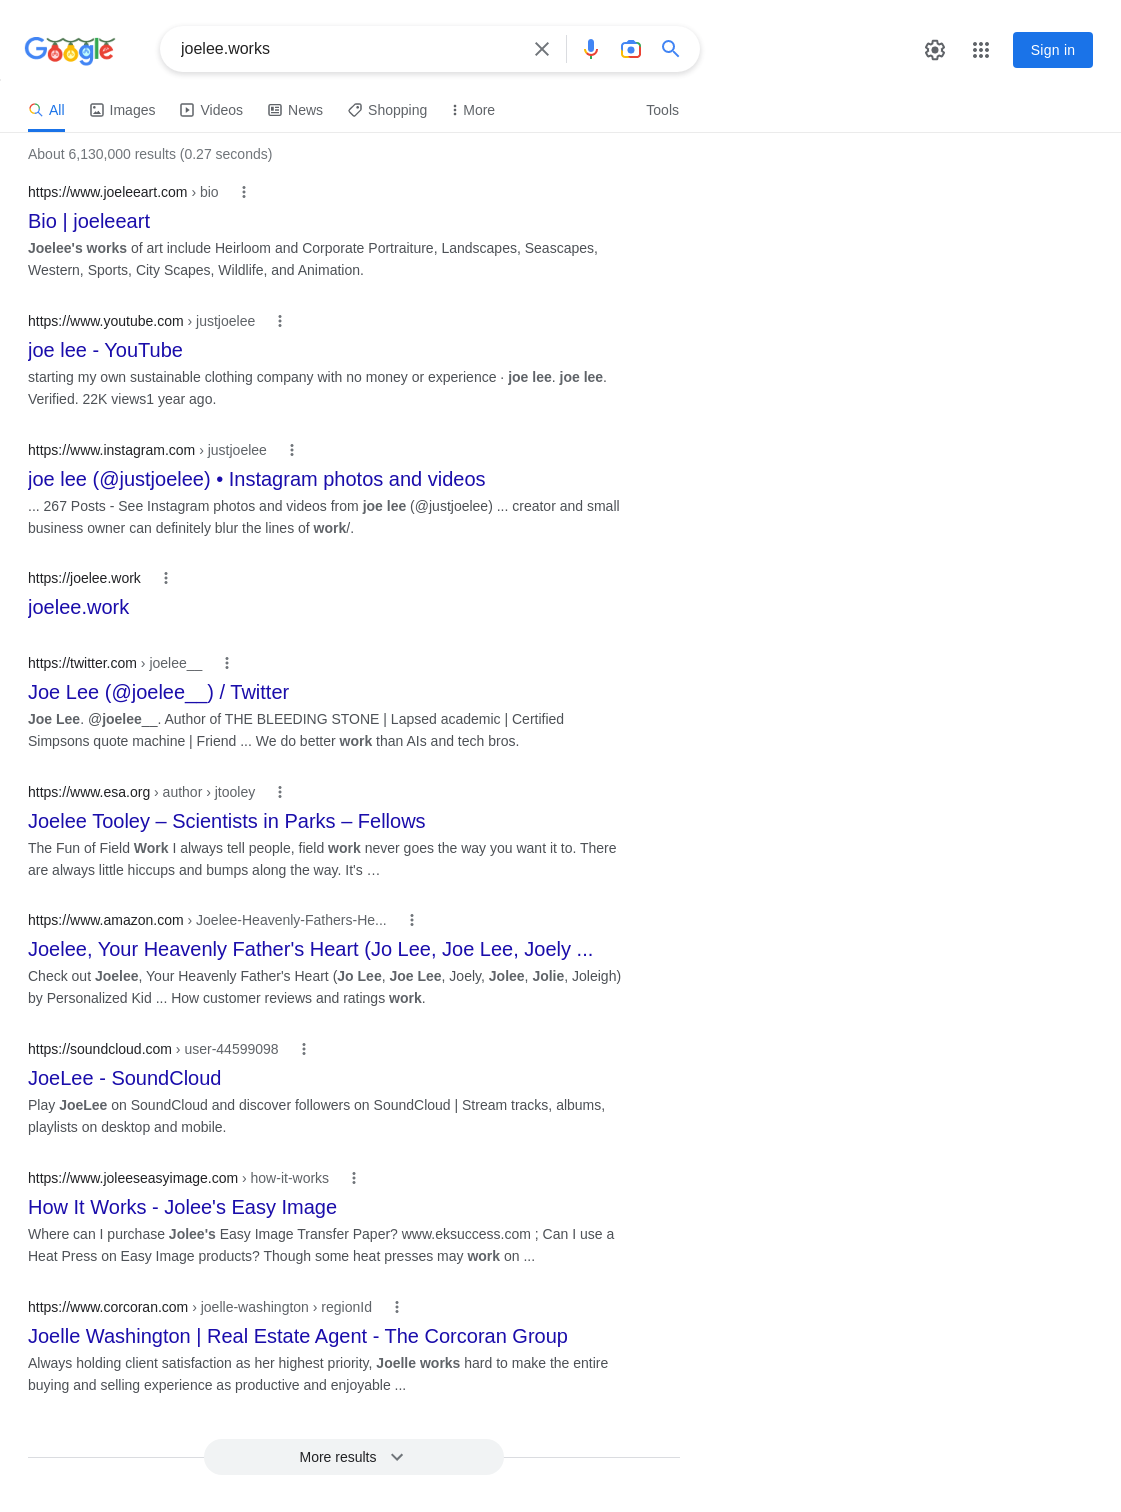 Google
joelee.works
Sign in
All Images Videos News Shopping More Tools
About 6,130,000 results (0.27 seconds)
https://www.joeleeart.com › bio
Bio | joeleeart
Joelee's works of art include Heirloom and Corporate Portraiture, Landscapes, Seascapes,
Western, Sports, City Scapes, Wildlife, and Animation.
https://www.youtube.com › justjoelee
joe lee - YouTube
starting my own sustainable clothing company with no money or experience · joe lee. joe lee.
Verified. 22K views1 year ago.
https://www.instagram.com › justjoelee
joe lee (@justjoelee) • Instagram photos and videos
... 267 Posts - See Instagram photos and videos from joe lee (@justjoelee) ... creator and small
business owner can definitely blur the lines of work/.
https://joelee.work
joelee.work
https://twitter.com › joelee__
Joe Lee (@joelee__) / Twitter
Joe Lee. @joelee__. Author of THE BLEEDING STONE | Lapsed academic | Certified
Simpsons quote machine | Friend ... We do better work than AIs and tech bros.
https://www.esa.org › author › jtooley
Joelee Tooley – Scientists in Parks – Fellows
The Fun of Field Work I always tell people, field work never goes the way you want it to. There
are always little hiccups and bumps along the way. It's …
https://www.amazon.com › Joelee-Heavenly-Fathers-He...
Joelee, Your Heavenly Father's Heart (Jo Lee, Joe Lee, Joely ...
Check out Joelee, Your Heavenly Father's Heart (Jo Lee, Joe Lee, Joely, Jolee, Jolie, Joleigh)
by Personalized Kid ... How customer reviews and ratings work.
https://soundcloud.com › user-44599098
JoeLee - SoundCloud
Play JoeLee on SoundCloud and discover followers on SoundCloud | Stream tracks, albums,
playlists on desktop and mobile.
https://www.joleeseasyimage.com › how-it-works
How It Works - Jolee's Easy Image
Where can I purchase Jolee's Easy Image Transfer Paper? www.eksuccess.com ; Can I use a
Heat Press on Easy Image products? Though some heat presses may work on ...
https://www.corcoran.com › joelle-washington › regionId
Joelle Washington | Real Estate Agent - The Corcoran Group
Always holding client satisfaction as her highest priority, Joelle works hard to make the entire
buying and selling experience as productive and enjoyable ...
More results